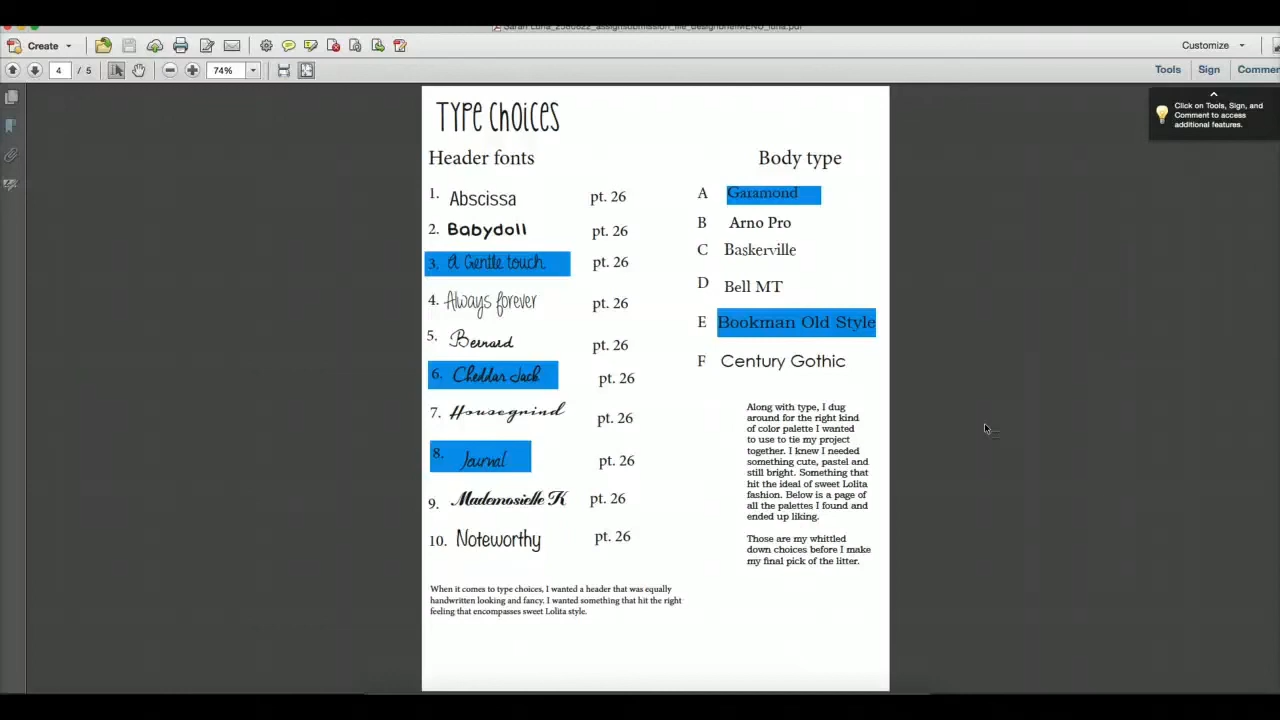 Create
Customize
4 / 5
74%
Tools
Sign
Commer
Click on Tools, Sign, and
Comment to access
additional features.
TYPE CHOICES
Header fonts
1. Abscissa pt. 26
2. Babydoll pt. 26
3. A Gentle touch pt. 26
4. Always forever pt. 26
5. Bernard pt. 26
6. Cheddar Jack pt. 26
7. Housegrind pt. 26
8. Journal pt. 26
9. Mademosielle K pt. 26
10. Noteworthy pt. 26
When it comes to type choices, I wanted a header that was equally
handwritten looking and fancy. I wanted something that hit the right
feeling that encompasses sweet Lolita style.
Body type
A Garamond
B Arno Pro
C Baskerville
D Bell MT
E Bookman Old Style
F Century Gothic
Along with type, I dug
around for the right kind
of color palette I wanted
to use to tie my project
together. I knew I needed
something cute, pastel and
still bright. Something that
hit the ideal of sweet Lolita
fashion. Below is a page of
all the palettes I found and
ended up liking.
Those are my whittled
down choices before I make
my final pick of the litter.